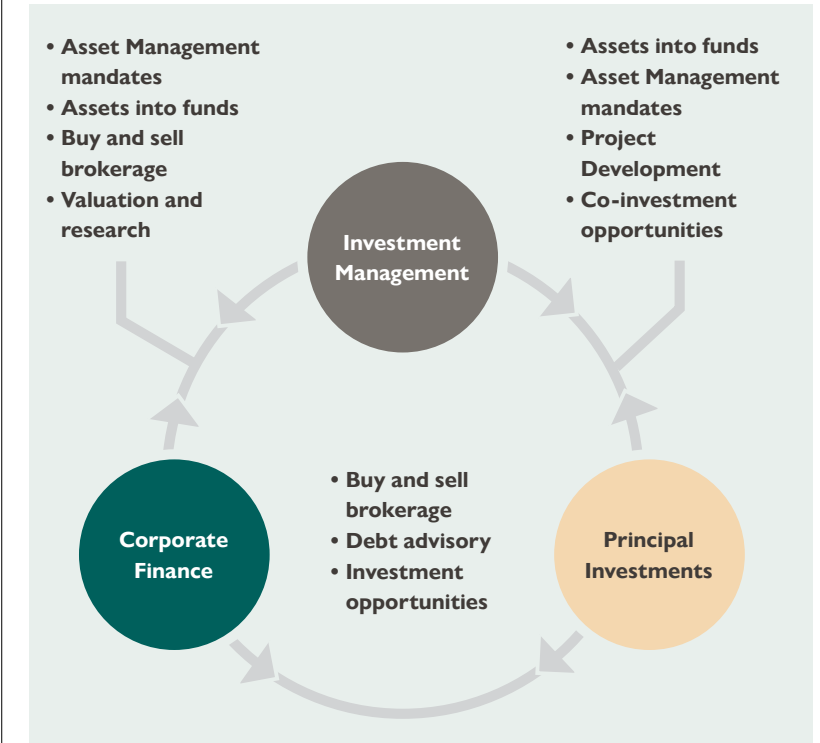 • Asset Management
mandates
• Assets into funds
• Buy and sell
brokerage
• Valuation and
research
• Assets into funds
• Asset Management
mandates
• Project
Development
• Co-investment
opportunities
Investment
Management
• Buy and sell
brokerage
• Debt advisory
• Investment
opportunities
Corporate
Finance
Principal
Investments